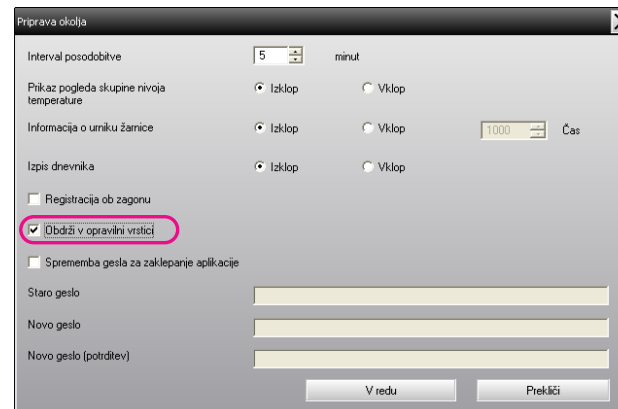 Priprava okolja
Interval posodobitve 5 minut
Prikaz pogleda skupine nivoja temperature Izklop Vklop
Informacija o urniku žarnice Izklop Vklop 1000 Čas
Izpis dnevnika Izklop Vklop
Registracija ob zagonu
Obdrži v opravilni vrstici
Sprememba gesla za zaklepanje aplikacije
Staro geslo
Novo geslo
Novo geslo (potrditev)
V redu Prekliči